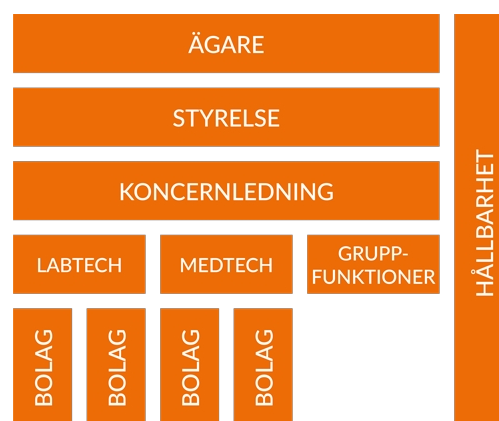 ÄGARE
STYRELSE
KONCERNLEDNING
LABTECH
MEDTECH
GRUPP-
FUNKTIONER
BOLAG
BOLAG
BOLAG
BOLAG
HÅLLBARHET